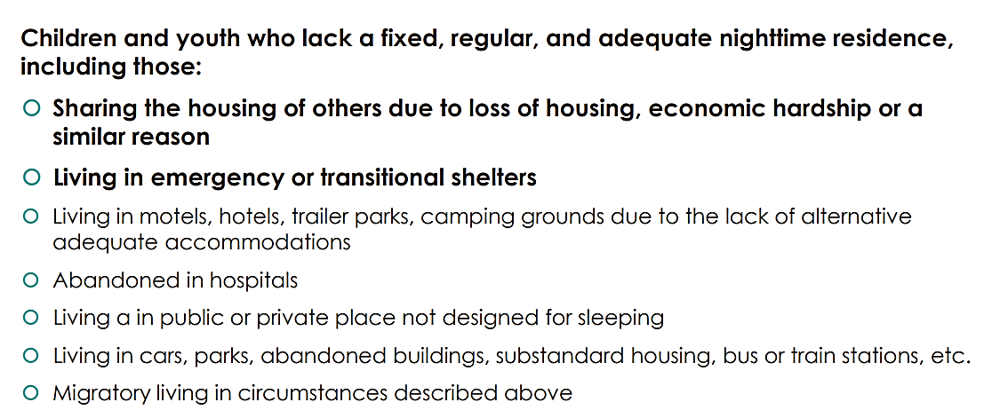 Children and youth who lack a fixed, regular, and adequate nighttime residence,
including those:
Sharing the housing of others due to loss of housing, economic hardship or a
similar reason
Living in emergency or transitional shelters
Living in motels, hotels, trailer parks, camping grounds due to the lack of alternative
adequate accommodations
Abandoned in hospitals
Living a in public or private place not designed for sleeping
Living in cars, parks, abandoned buildings, substandard housing, bus or train stations, etc.
Migratory living in circumstances described above